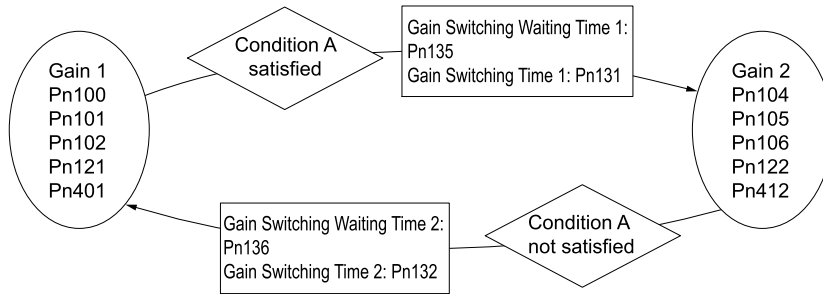 Gain 1
Pn100
Pn101
Pn102
Pn121
Pn401
Condition A
satisfied
Gain Switching Waiting Time 1:
Pn135
Gain Switching Time 1: Pn131
Gain 2
Pn104
Pn105
Pn106
Pn122
Pn412
Condition A
not satisfied
Gain Switching Waiting Time 2:
Pn136
Gain Switching Time 2: Pn132